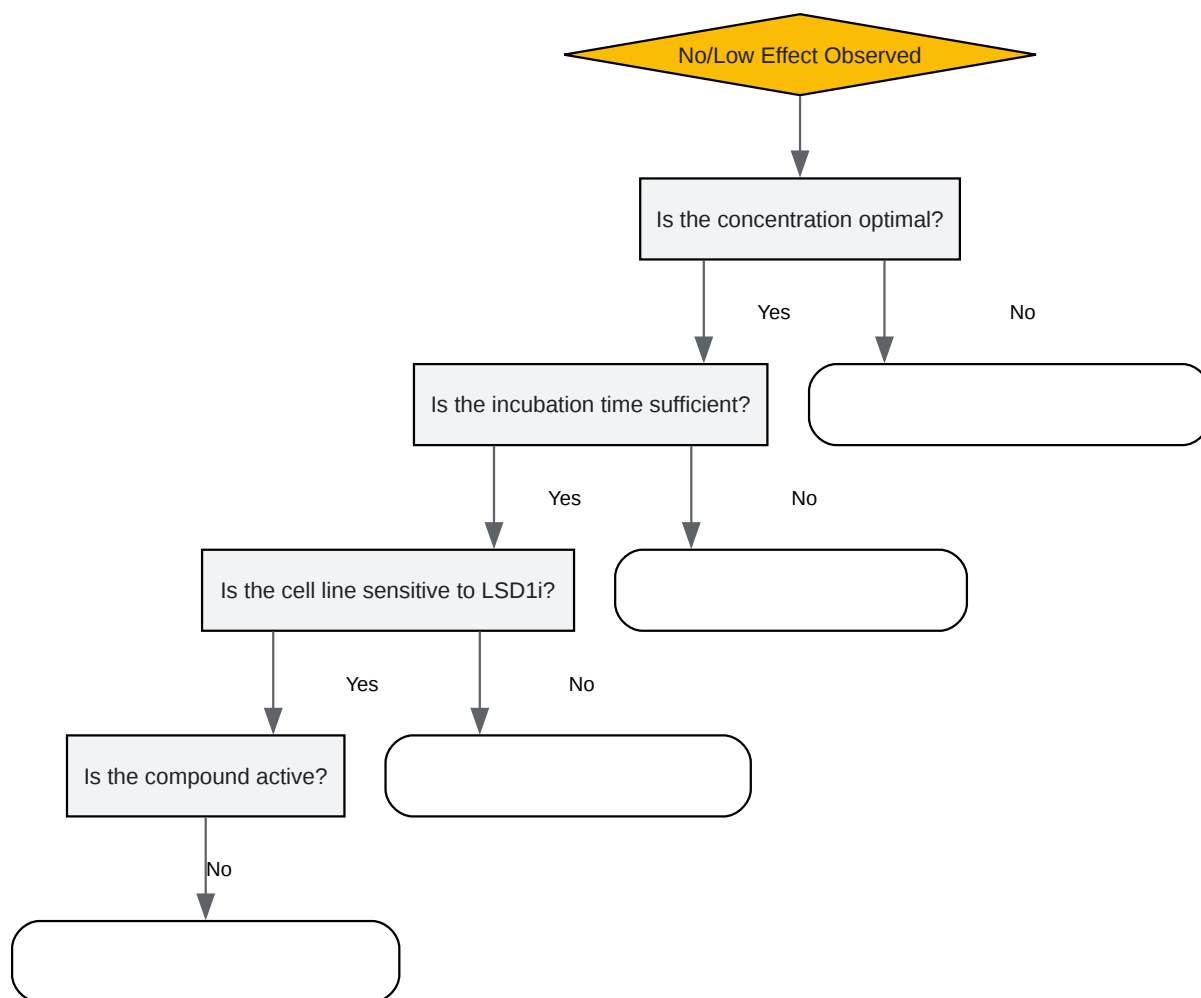 No/Low Effect Observed
Is the concentration optimal?
Yes
No
Is the incubation time sufficient?
Yes
No
Is the cell line sensitive to LSD1i?
Yes
No
Is the compound active?
No